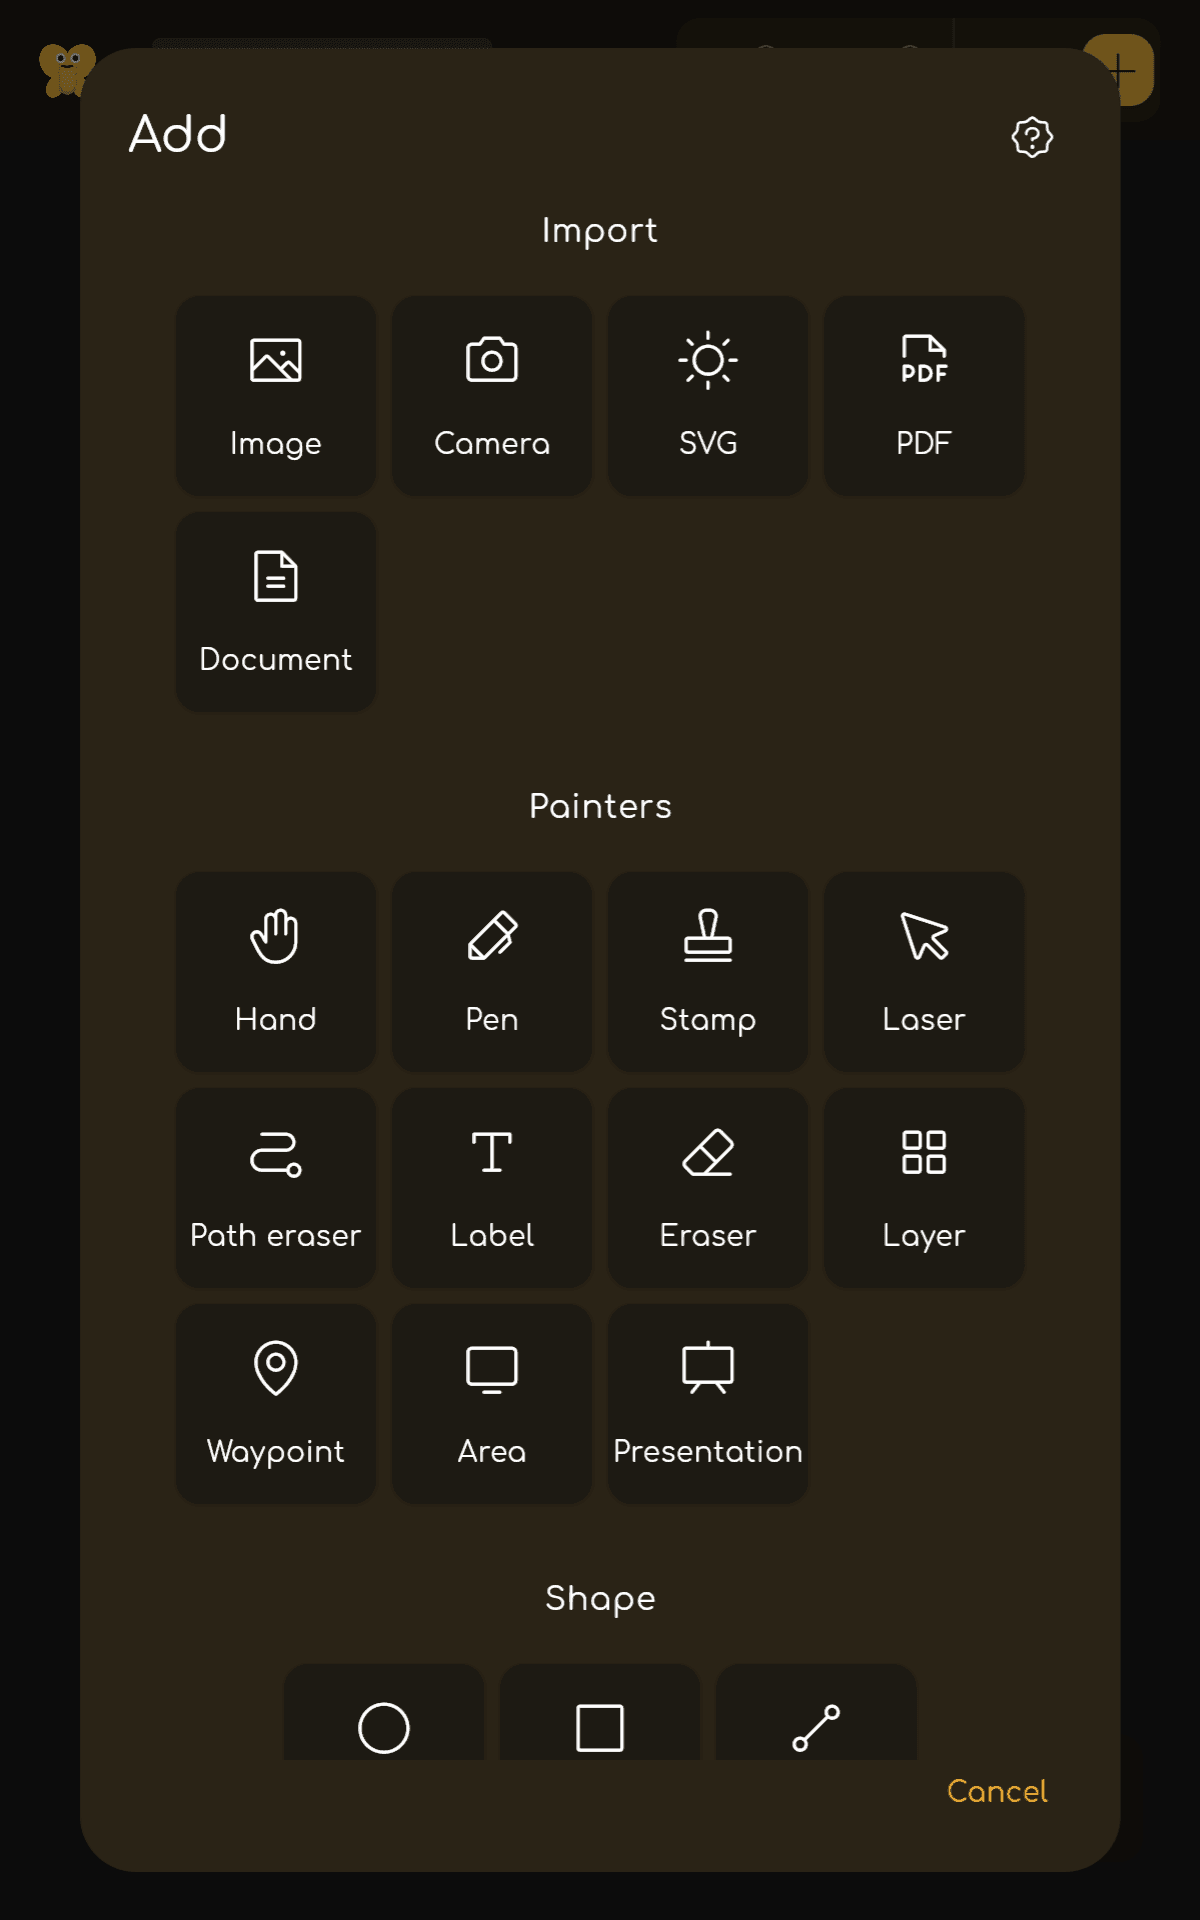 Add
Import
Image
Camera
SVG
PDF
PDF
Document
Painters
Hand
Pen
Stamp
Laser
Path eraser
Label
Eraser
Layer
Waypoint
Area
Presentation
Shape
Cancel